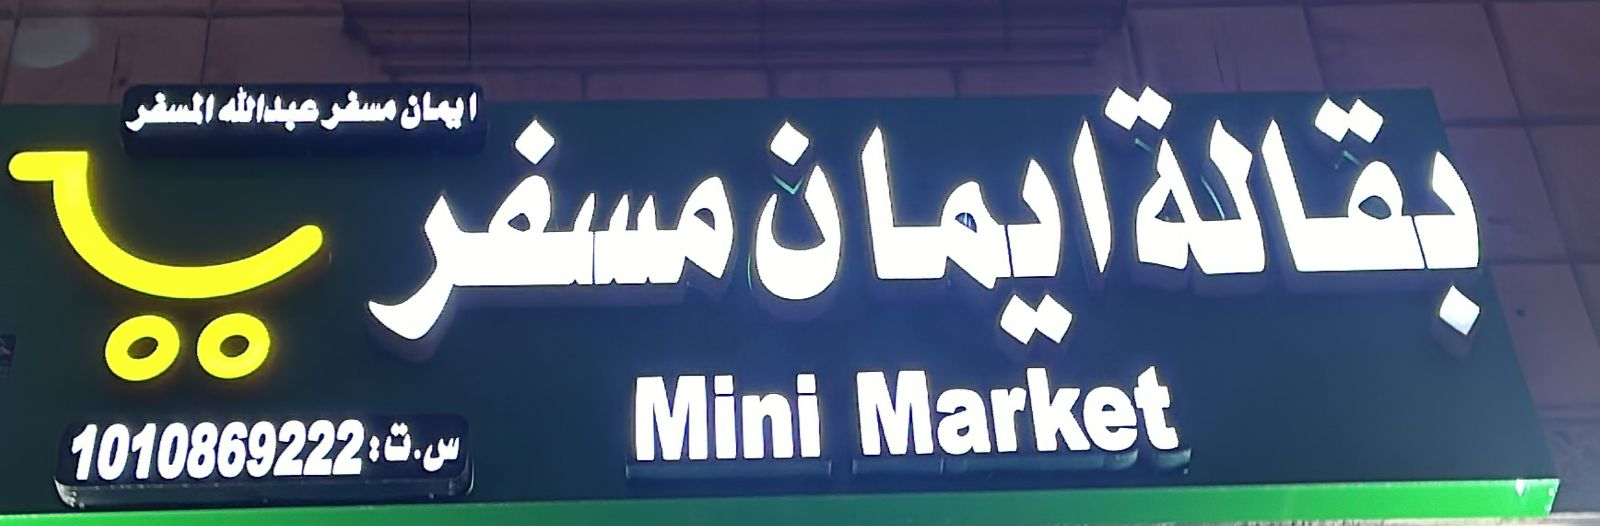 ايمان مسفر عبدالله المسفر
بقالة ايمان مسفر
Mini Market
س.ت: 1010869222